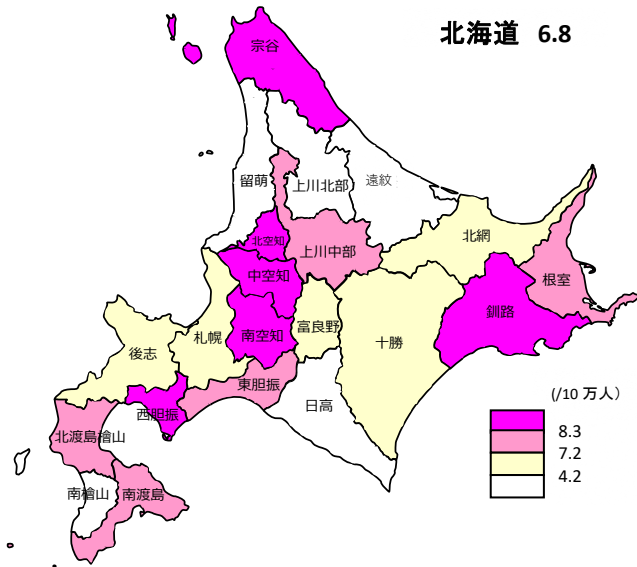 北海道 6.8
宗谷
留萌
上川北部
遠紋
北空知
上川中部
北網
中空知
根室
釧路
札幌
南空知
富良野
十勝
後志
東胆振
日高
西胆振
北渡島檜山
南檜山
南渡島
(/10 万人)
8.3
7.2
4.2